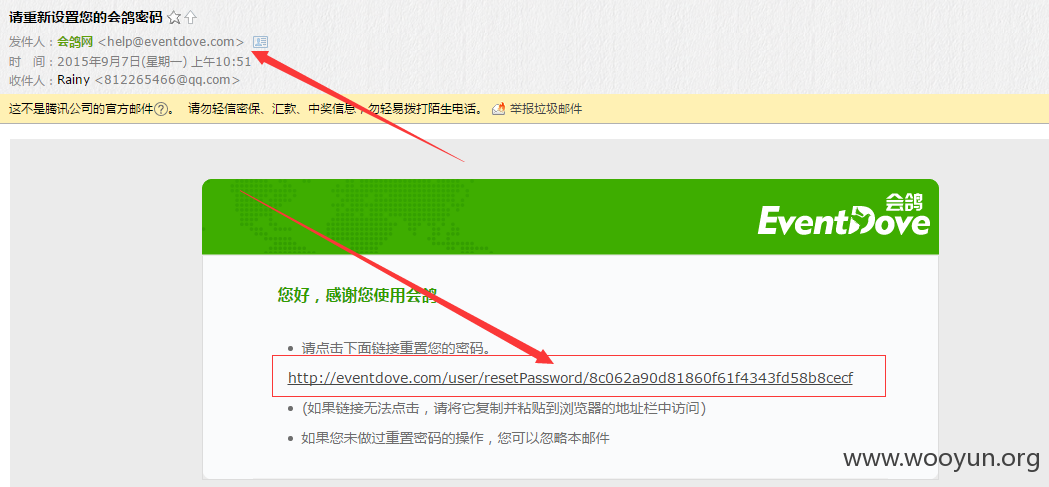 请重新设置您的会鸽密码
发件人：会鸽网 <help@eventdove.com>
时　间：2015年9月7日(星期一) 上午10:51
收件人：Rainy <812265466@qq.com>
这不是腾讯公司的官方邮件?。 请勿轻信密保、汇款、中奖信息，勿轻易拨打陌生电话。 举报垃圾邮件
会鸽
EventDove
您好，感谢您使用会鸽
请点击下面链接重置您的密码。
http://eventdove.com/user/resetPassword/8c062a90d81860f61f4343fd58b8cecf
(如果链接无法点击，请将它复制并粘贴到浏览器的地址栏中访问)
如果您未做过重置密码的操作，您可以忽略本邮件
www.wooyun.org